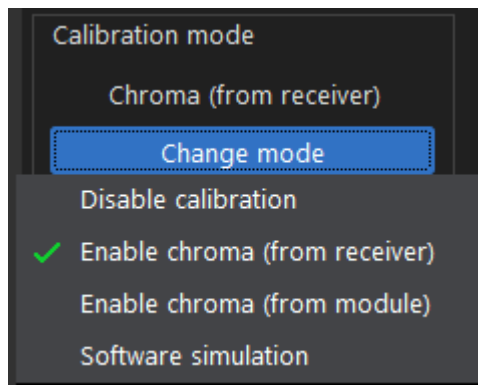 Calibration mode
Chroma (from receiver)
Change mode
Disable calibration
Enable chroma (from receiver)
Enable chroma (from module)
Software simulation